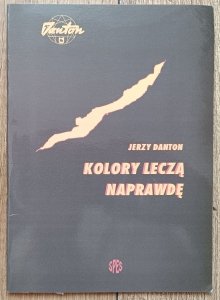 Danton
JERZY DANTON
KOLORY LECZĄ
NAPRAWDĘ
SPES